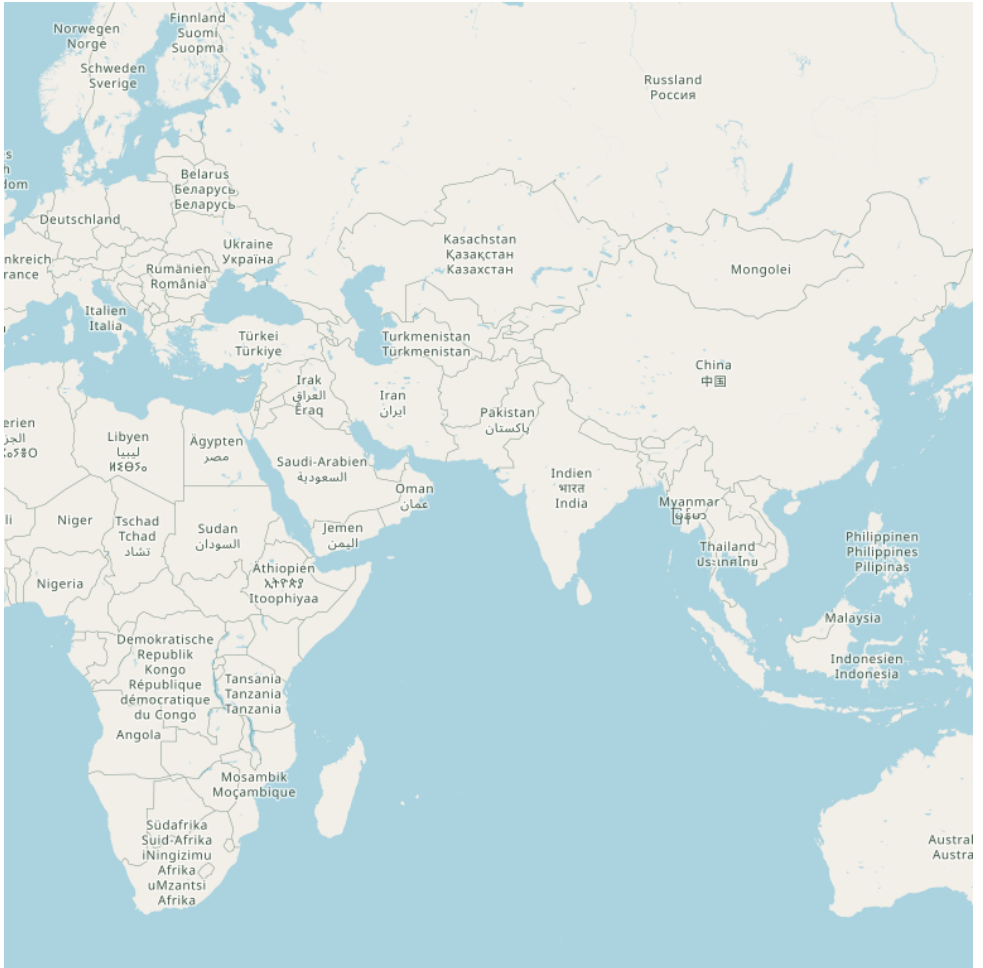 Norwegen
Norge
Finnland
Suomi
Suopma
Schweden
Sverige
Russland
Россия
Belarus
Беларусь
Беларусь
Deutschland
Ukraine
Україна
Kasachstan
Қазақстан
Казахстан
Mongolei
Rumänien
România
Italien
Italia
Türkei
Türkiye
Turkmenistan
Türkmenistan
China
中国
Irak
العراق
Êraq
Iran
ایران
Pakistan
پاکستان
Libyen
ليبيا
ⵍⵉⴱⵢⴰ
Ägypten
مصر
Saudi-Arabien
السعودية
Oman
عمان
Indien
भारत
India
Myanmar
Niger
Tschad
Tchad
تشاد
Sudan
السودان
Jemen
اليمن
Thailand
ประเทศไทย
Philippinen
Philippines
Pilipinas
Nigeria
Äthiopien
ኢትዮጵያ
Itoophiyaa
Malaysia
Demokratische
Republik
Kongo
République
démocratique
du Congo
Indonesien
Indonesia
Tansania
Tanzania
Tanzania
Angola
Mosambik
Moçambique
Südafrika
Suid-Afrika
iNingizimu
Afrika
uMzantsi
Afrika
Austral
Austra